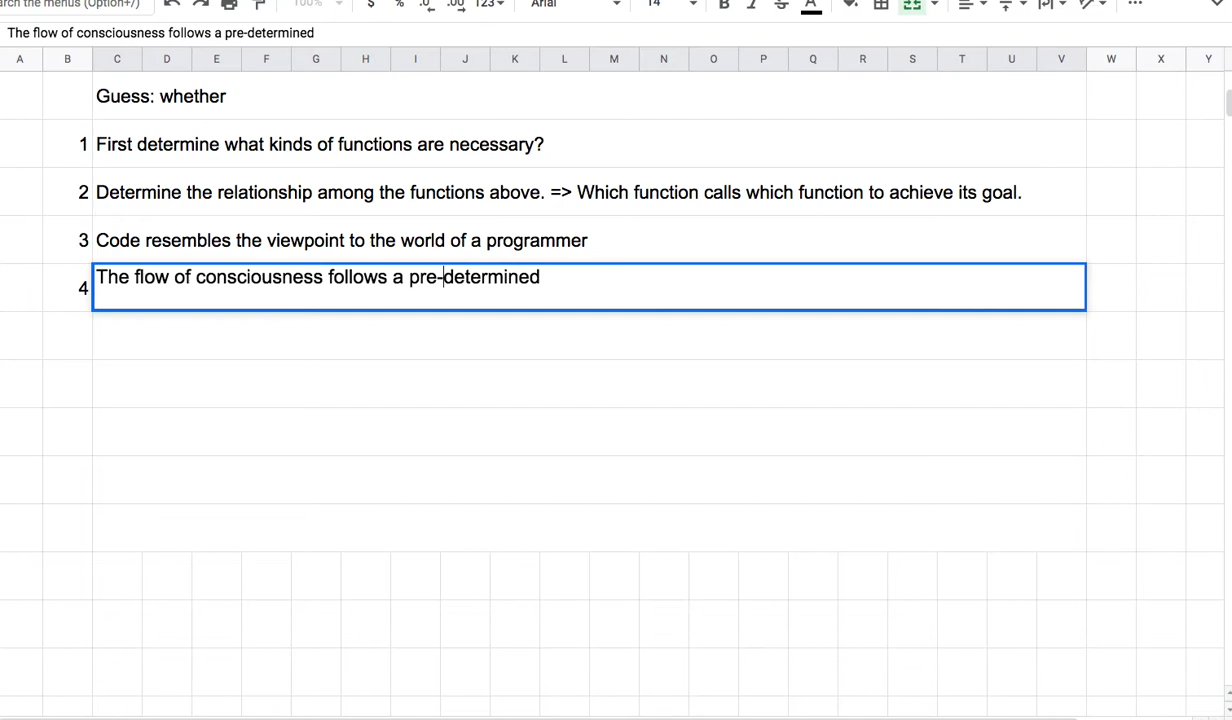 arch the menus (Option+/)
100%
$ % .0 .00 123
Arial
14
B I S A
The flow of consciousness follows a pre-determined
A B C D E F G H I J K L M N O P Q R S T U V W X Y
Guess: whether
1 First determine what kinds of functions are necessary?
2 Determine the relationship among the functions above. => Which function calls which function to achieve its goal.
3 Code resembles the viewpoint to the world of a programmer
4 The flow of consciousness follows a pre-determined